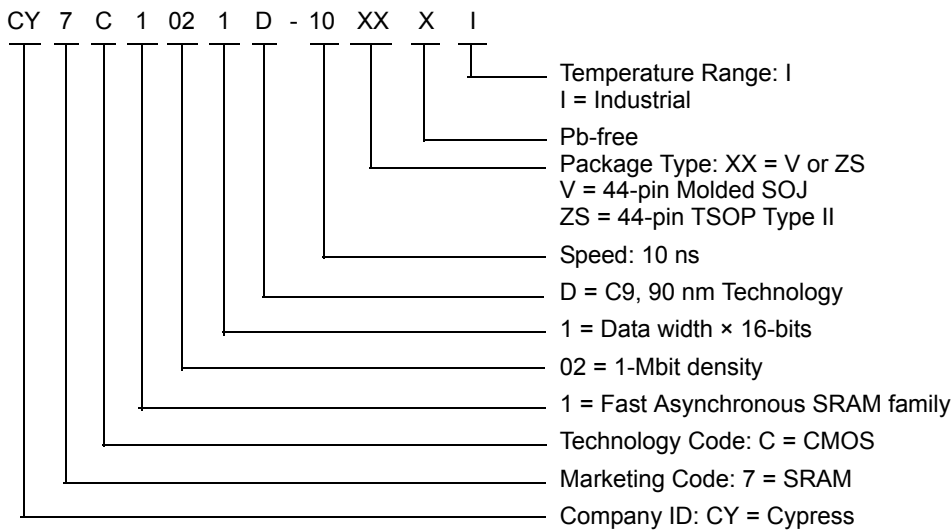 CY 7 C 1 02 1 D - 10 XX X I
Temperature Range: I
I = Industrial
Pb-free
Package Type: XX = V or ZS
V = 44-pin Molded SOJ
ZS = 44-pin TSOP Type II
Speed: 10 ns
D = C9, 90 nm Technology
1 = Data width × 16-bits
02 = 1-Mbit density
1 = Fast Asynchronous SRAM family
Technology Code: C = CMOS
Marketing Code: 7 = SRAM
Company ID: CY = Cypress